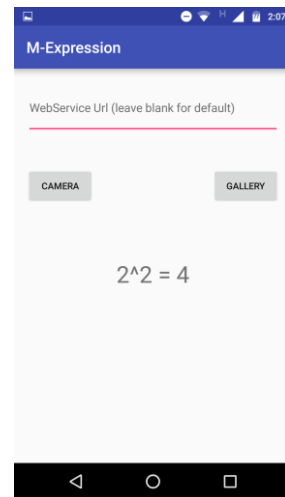 H 2:07
M-Expression
WebService Url (leave blank for default)
CAMERA GALLERY
2^2 = 4